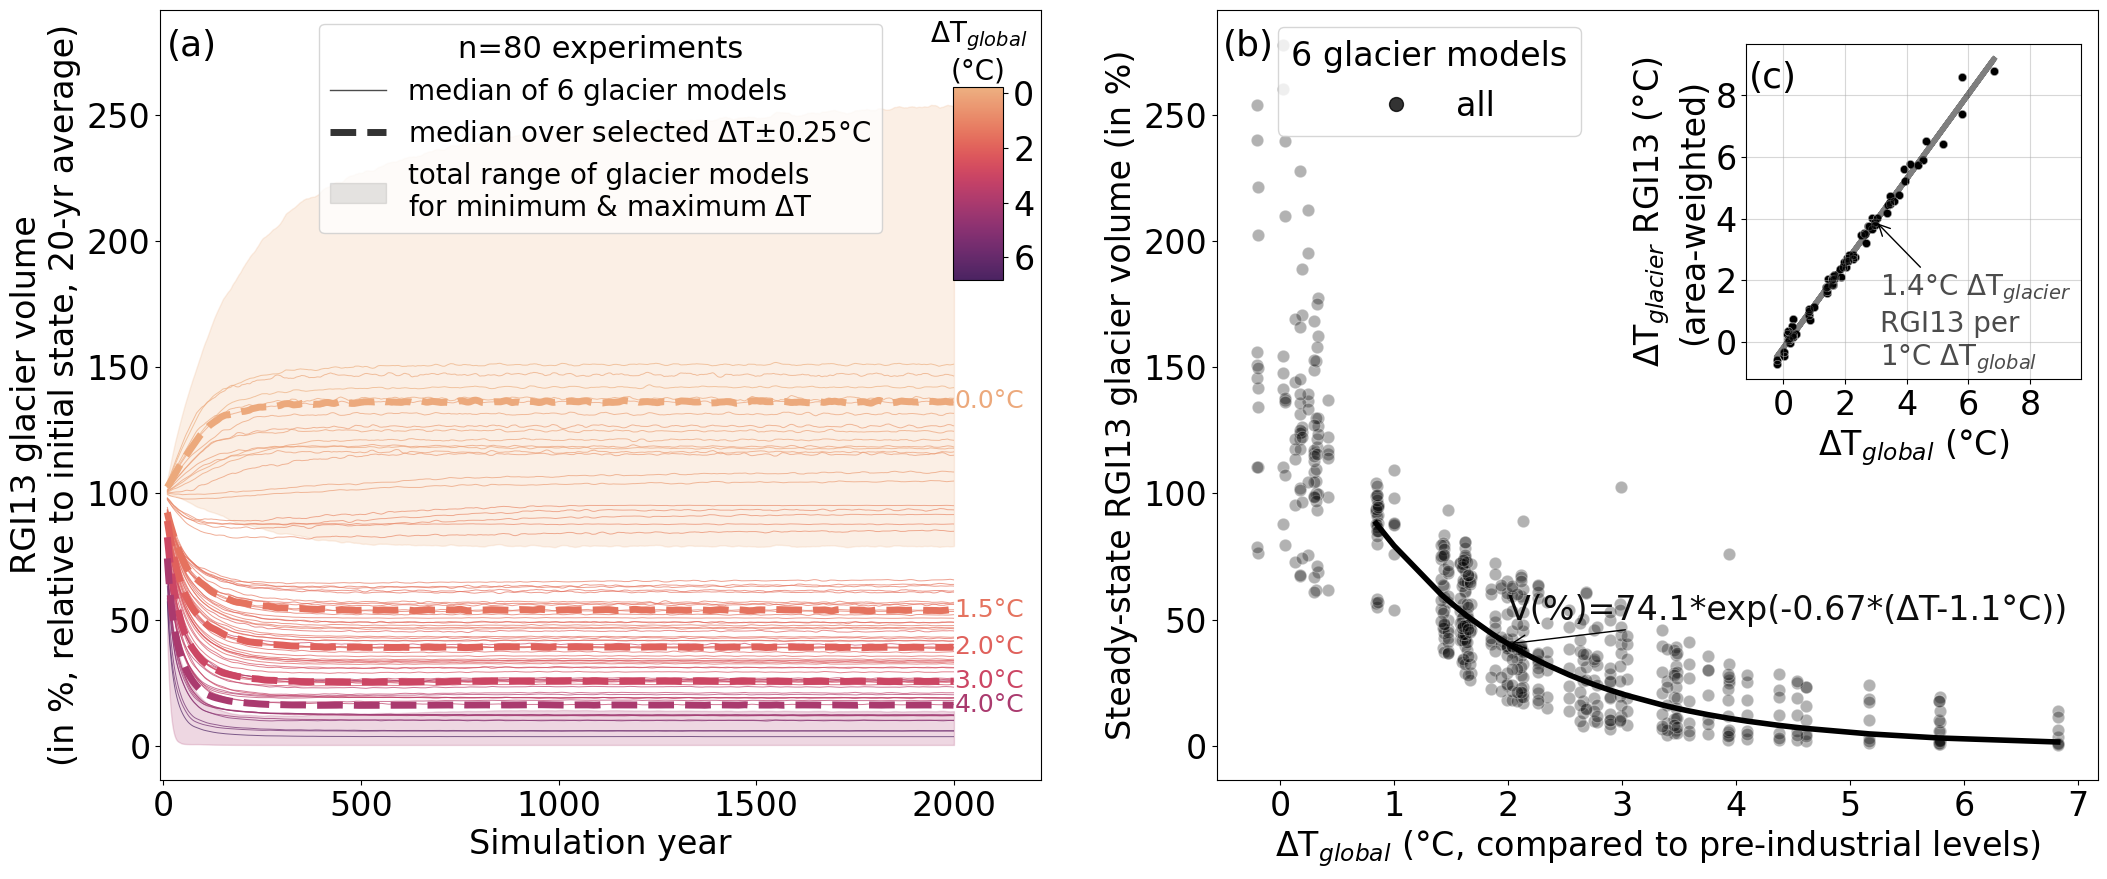 (a)
n=80 experiments
median of 6 glacier models
median over selected ΔT±0.25°C
total range of glacier models
for minimum & maximum ΔT
ΔTglobal
(°C)
0
2
4
6
RGI13 glacier volume
(in %, relative to initial state, 20-yr average)
250
200
150
100
50
0
0.0°C
1.5°C
2.0°C
3.0°C
4.0°C
0 500 1000 1500 2000
Simulation year
(b)
6 glacier models
all
Steady-state RGI13 glacier volume (in %)
250
200
150
100
50
0
V(%)=74.1*exp(-0.67*(ΔT-1.1°C))
0 1 2 3 4 5 6 7
ΔTglobal (°C, compared to pre-industrial levels)
(c)
ΔTglacier RGI13 (°C)
(area-weighted)
8
6
4
2
0
1.4°C ΔTglacier
RGI13 per
1°C ΔTglobal
0 2 4 6 8
ΔTglobal (°C)